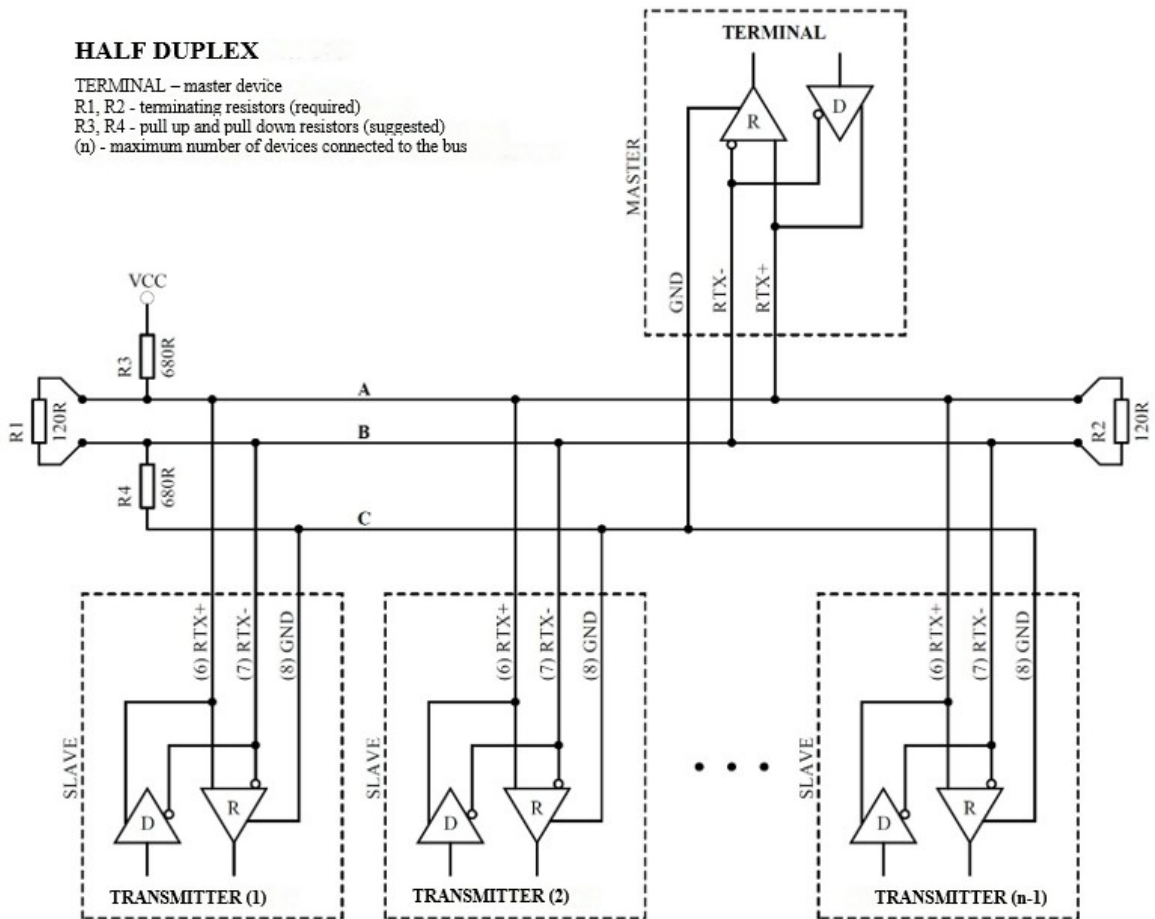 HALF DUPLEX
TERMINAL – master device
R1, R2 - terminating resistors (required)
R3, R4 - pull up and pull down resistors (suggested)
(n) - maximum number of devices connected to the bus
TERMINAL
R
D
MASTER
GND
RTX-
RTX+
VCC
R3
680R
A
R1
120R
B
R2
120R
R4
680R
C
(6) RTX+
(7) RTX-
(8) GND
SLAVE
D
R
TRANSMITTER (1)
(6) RTX+
(7) RTX-
(8) GND
SLAVE
D
R
TRANSMITTER (2)
(6) RTX+
(7) RTX-
(8) GND
SLAVE
D
R
TRANSMITTER (n-1)